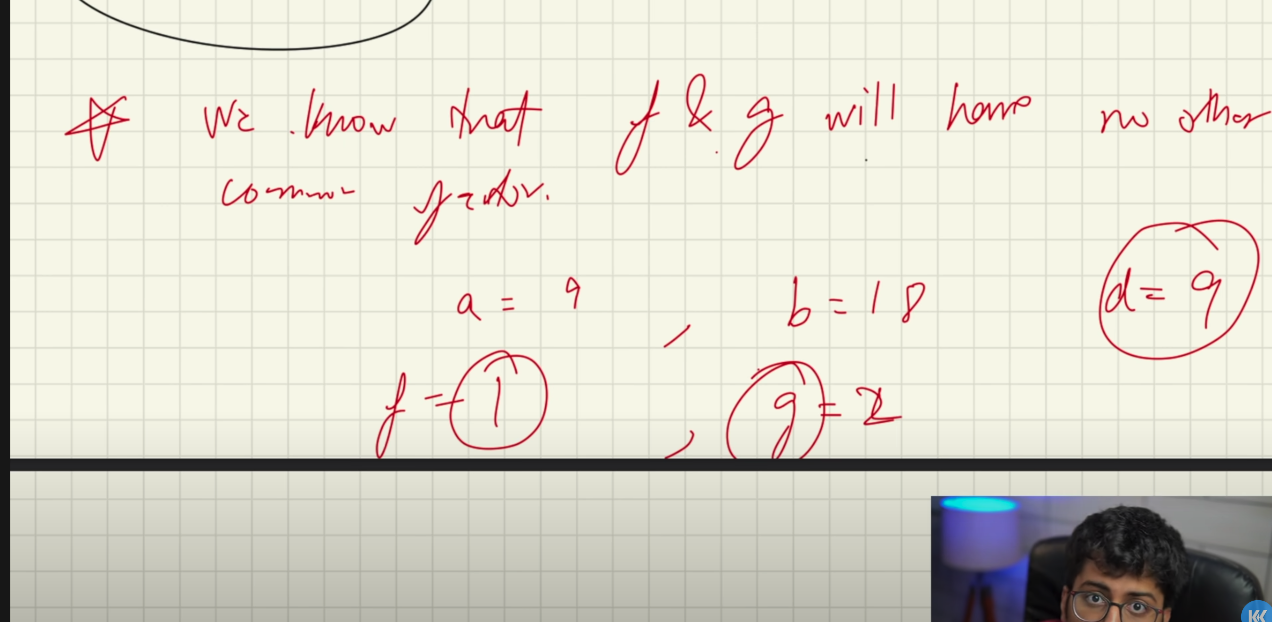 We know that f & g will have no other
common factor.
a = 9 , b = 18 d = 9
f = 1 , g = 2